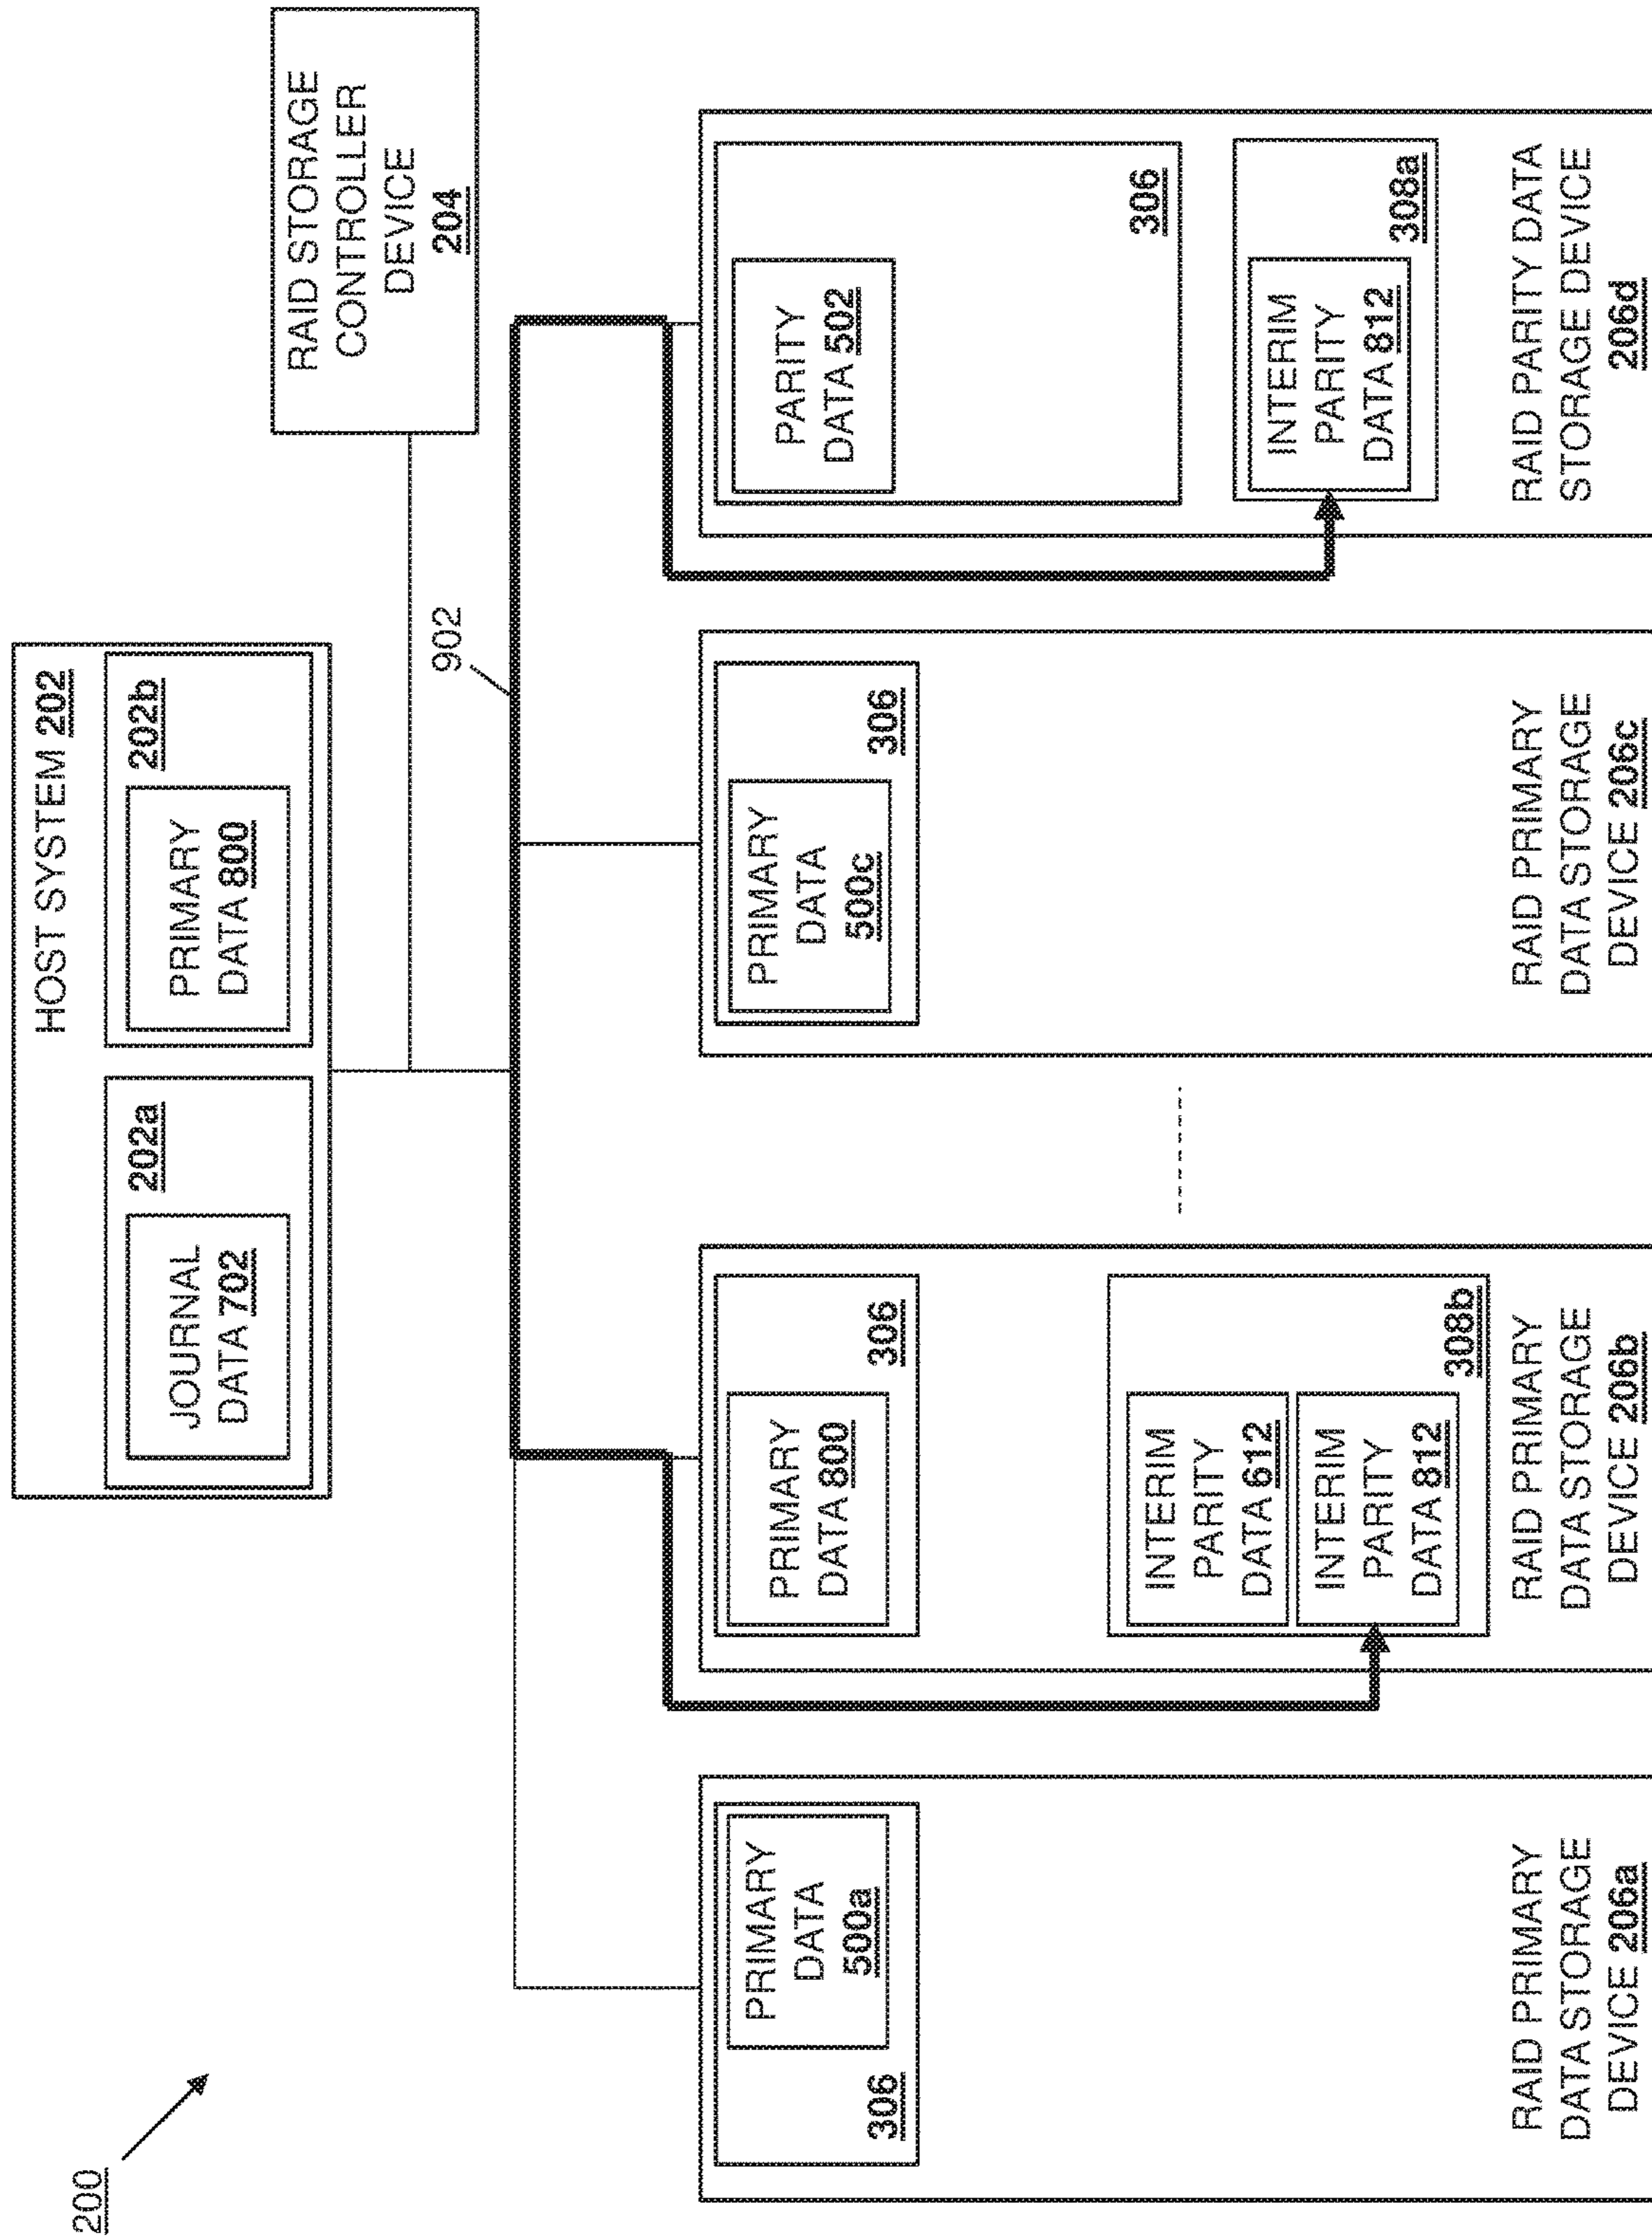 200
HOST SYSTEM 202
202a
JOURNAL
DATA 702
202b
PRIMARY
DATA 800
RAID STORAGE
CONTROLLER
DEVICE
204
902
PRIMARY
DATA
500a
306
RAID PRIMARY
DATA STORAGE
DEVICE 206a
PRIMARY
DATA 800
306
INTERIM
PARITY
DATA 612
INTERIM
PARITY
DATA 812
308b
RAID PRIMARY
DATA STORAGE
DEVICE 206b
PRIMARY
DATA
500c
306
RAID PRIMARY
DATA STORAGE
DEVICE 206c
PARITY
DATA 502
306
INTERIM
PARITY
DATA 812
308a
RAID PARITY DATA
STORAGE DEVICE
206d